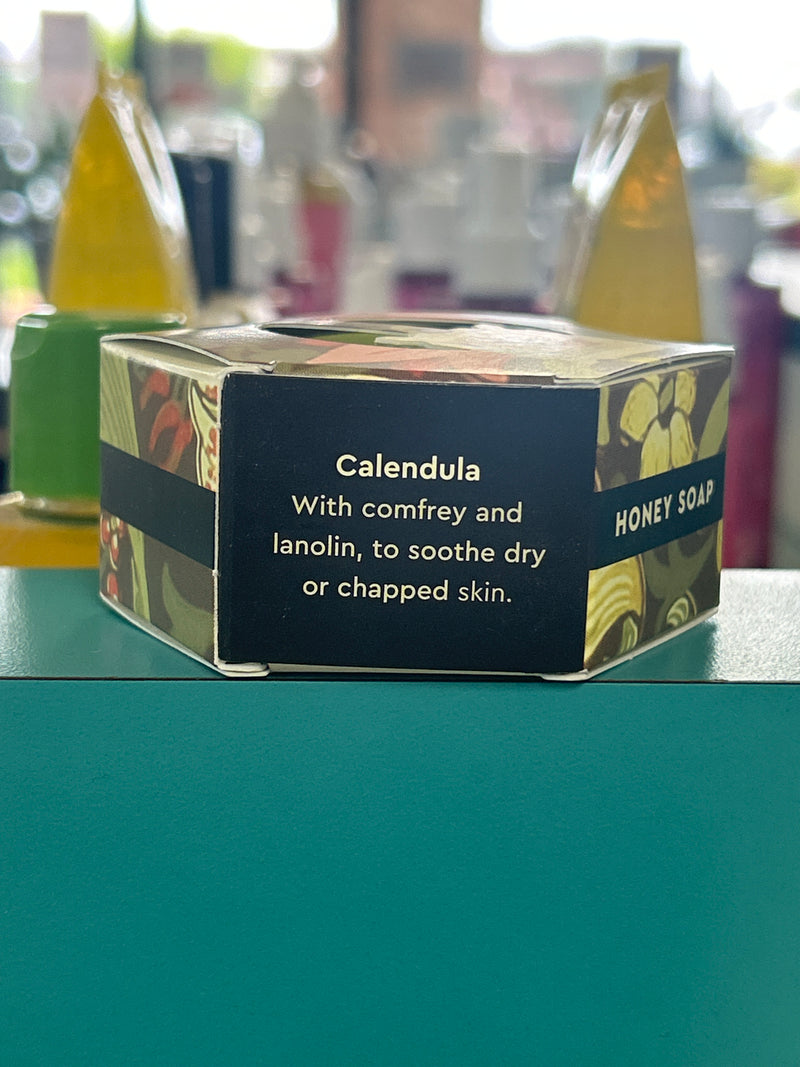 Calendula
With comfrey and
lanolin, to soothe dry
or chapped skin.
HONEY SOAP